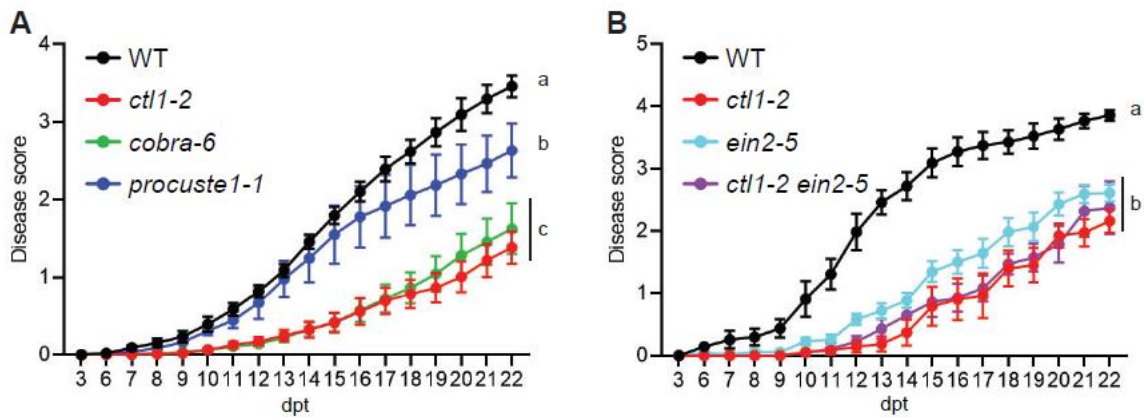 A
4
3
2
1
0
Disease score
WT
ctl1-2
cobra-6
procuste1-1
a
b
c
3 6 7 8 9 10 11 12 13 14 15 16 17 18 19 20 21 22
dpt
B
5
4
3
2
1
0
Disease score
WT
ctl1-2
ein2-5
ctl1-2 ein2-5
a
b
3 6 7 8 9 10 11 12 13 14 15 16 17 18 19 20 21 22
dpt